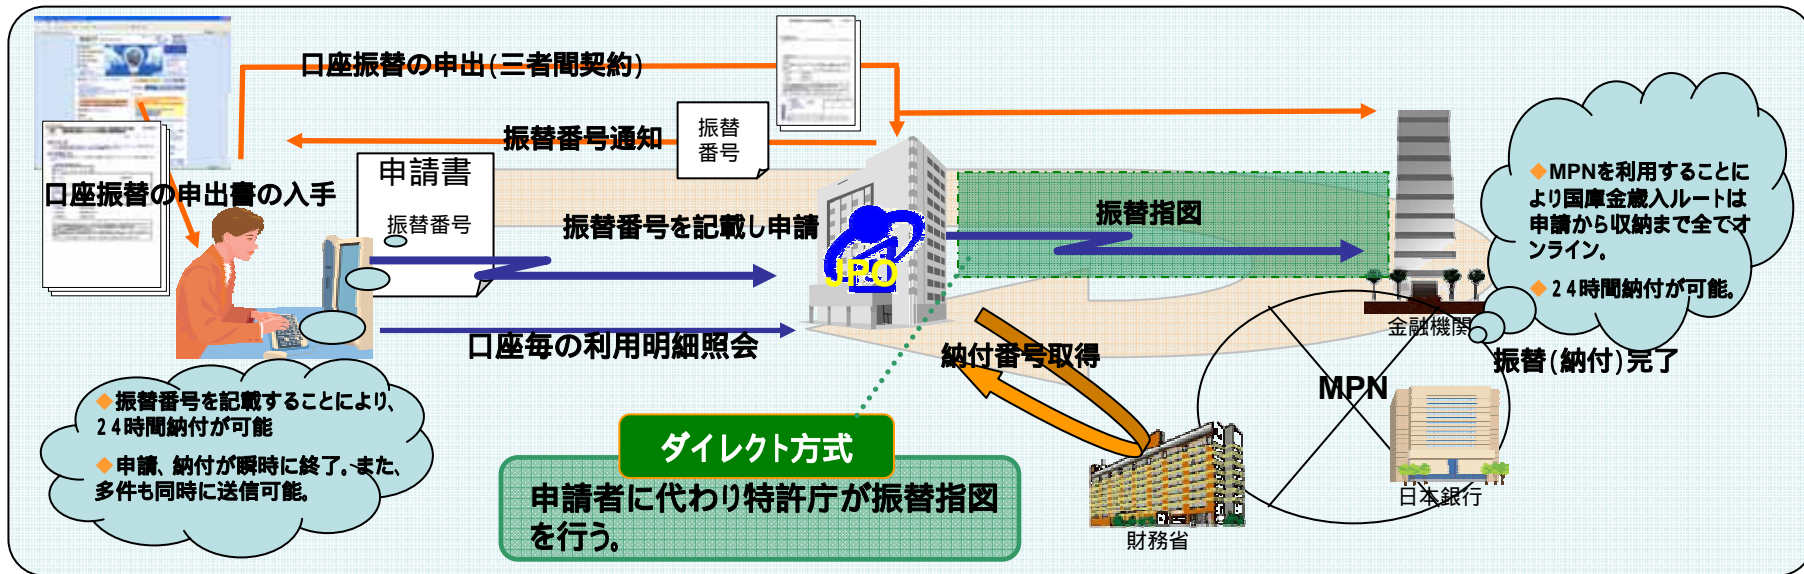 口座振替の申出(三者間契約)
振替番号通知
振替
番号
口座振替の申出書の入手
申請書
振替番号
振替番号を記載し申請
JPO
振替指図
口座毎の利用明細照会
◆MPNを利用することに
より国庫金歳入ルートは
申請から収納まで全てオ
ンライン。
◆24時間納付が可能。
金融機関
振替(納付)完了
納付番号取得
MPN
日本銀行
財務省
◆振替番号を記載することにより、
24時間納付が可能
◆申請、納付が瞬時に終了。また、
多件も同時に送信可能。
ダイレクト方式
申請者に代わり特許庁が振替指図
を行う。